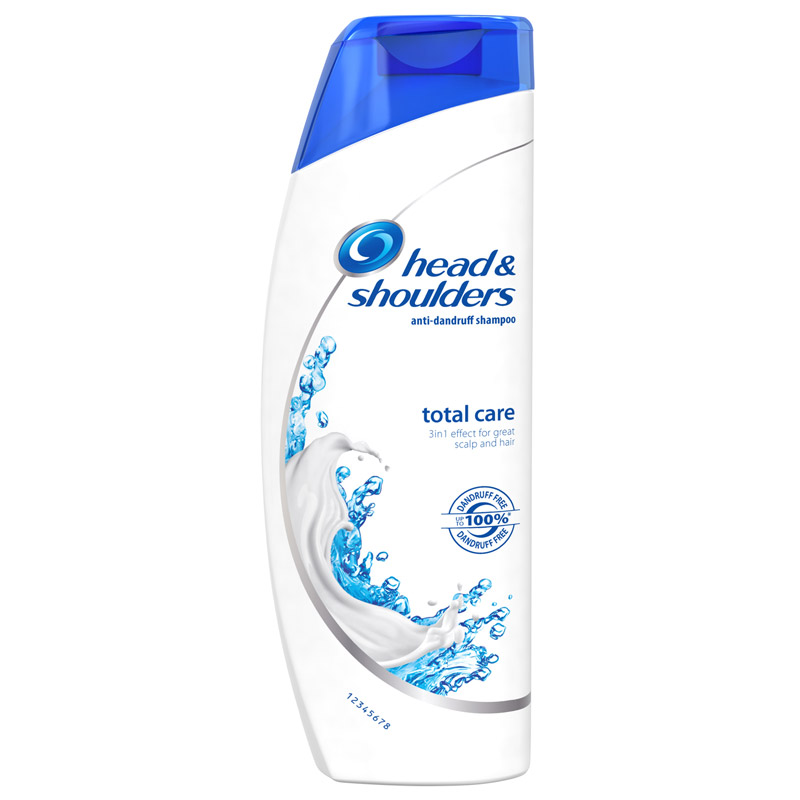 head &
shoulders
anti-dandruff shampoo
total care
3in1 effect for great
scalp and hair
DANDRUFF FREE
UP TO 100%*
DANDRUFF FREE
12345678